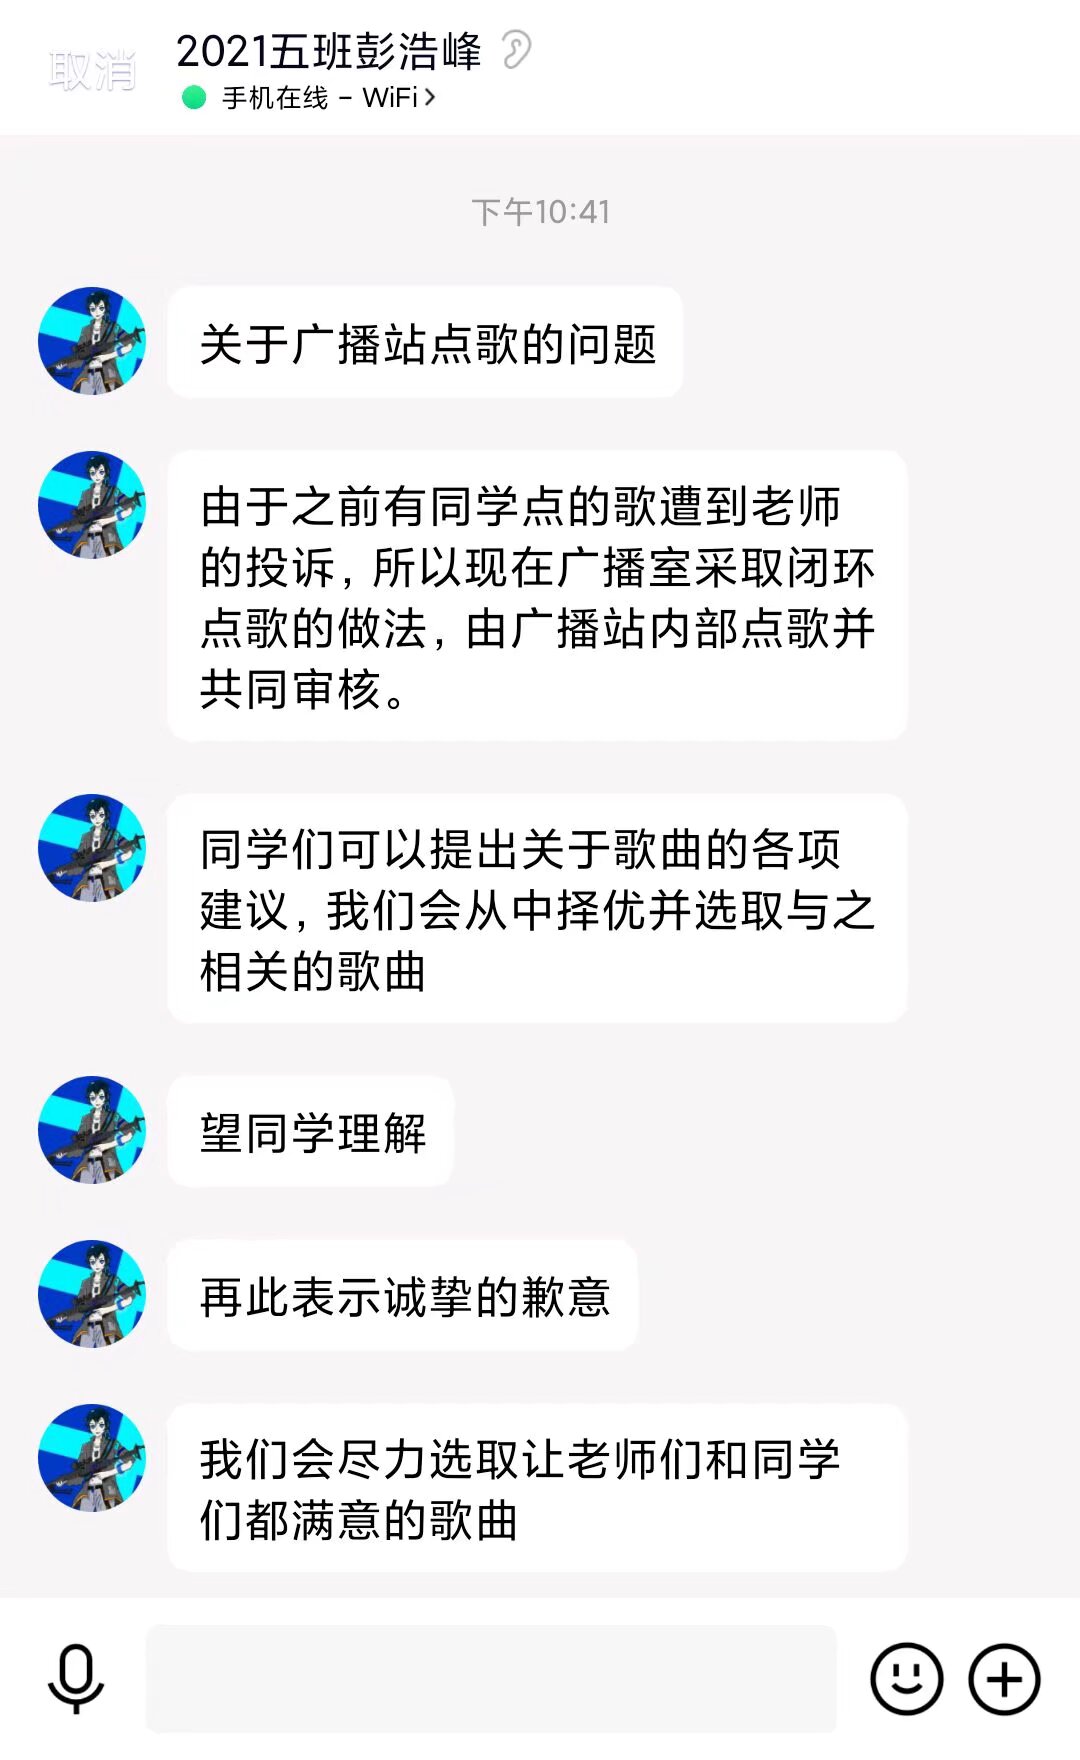 取消
2021五班彭浩峰
手机在线 - WiFi>
下午10:41
关于广播站点歌的问题
由于之前有同学点的歌遭到老师
的投诉，所以现在广播室采取闭环
点歌的做法，由广播站内部点歌并
共同审核。
同学们可以提出关于歌曲的各项
建议，我们会从中择优并选取与之
相关的歌曲
望同学理解
再此表示诚挚的歉意
我们会尽力选取让老师们和同学
们都满意的歌曲